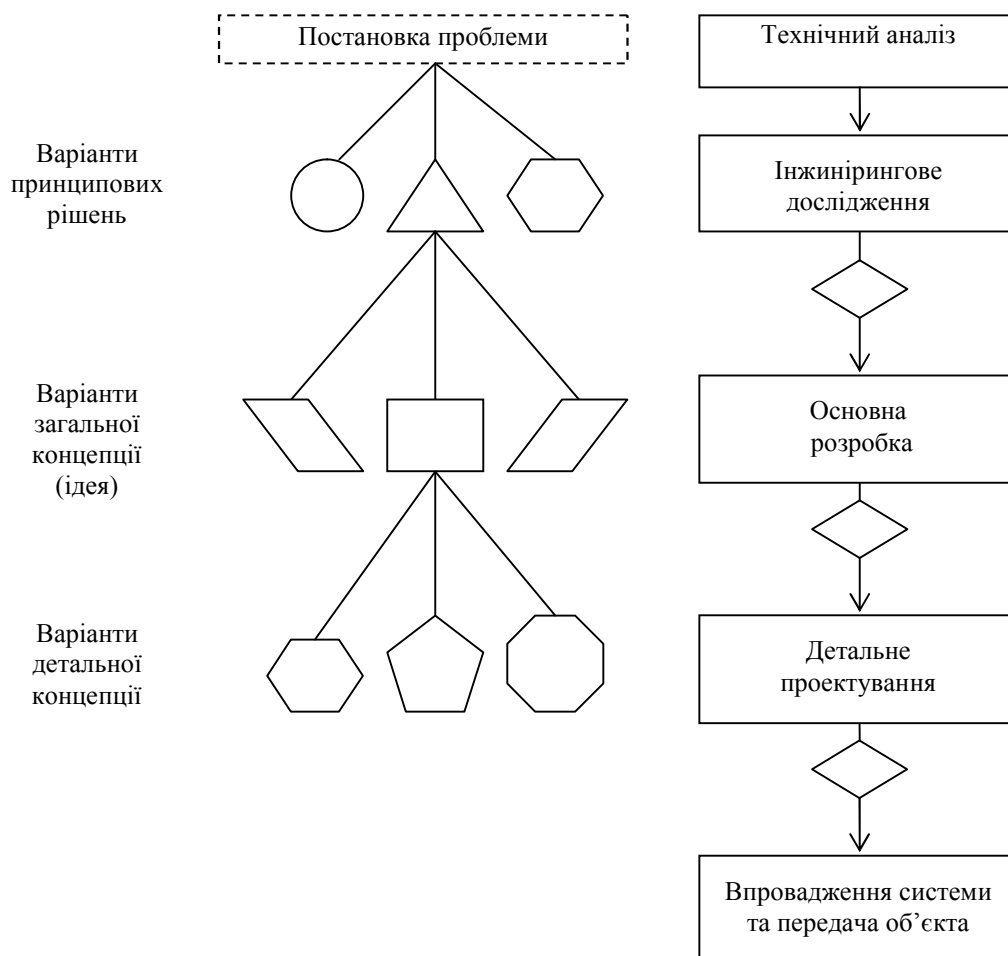 Постановка проблеми
Технічний аналіз
Варіанти
принципових
рішень
Інжинірингове
дослідження
Варіанти
загальної
концепції
(ідея)
Основна
розробка
Варіанти
детальної
концепції
Детальне
проектування
Впровадження системи
та передача об’єкта